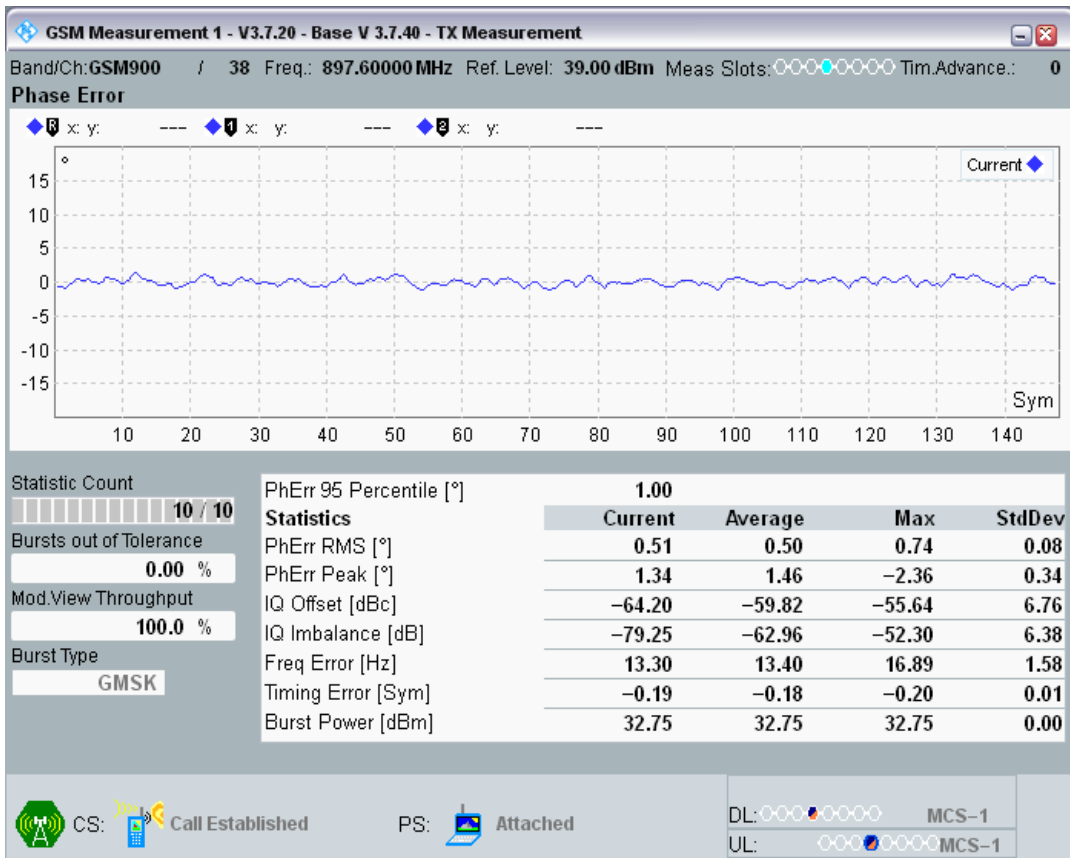 GSM Measurement 1 - V3.7.20 - Base V 3.7.40 - TX Measurement
Band/Ch:GSM900 / 38 Freq.: 897.60000 MHz Ref. Level: 39.00 dBm Meas Slots: Tim.Advance.: 0
Phase Error
R x: y: --- 1 x: y: --- 2 x: y: ---
° Current
15
10
5
0
-5
-10
-15
Sym
10 20 30 40 50 60 70 80 90 100 110 120 130 140
Statistic Count
10 / 10
Bursts out of Tolerance
0.00 %
Mod.View Throughput
100.0 %
Burst Type
GMSK
PhErr 95 Percentile [°] 1.00
Statistics Current Average Max StdDev
PhErr RMS [°] 0.51 0.50 0.74 0.08
PhErr Peak [°] 1.34 1.46 −2.36 0.34
IQ Offset [dBc] −64.20 −59.82 −55.64 6.76
IQ Imbalance [dB] −79.25 −62.96 −52.30 6.38
Freq Error [Hz] 13.30 13.40 16.89 1.58
Timing Error [Sym] −0.19 −0.18 −0.20 0.01
Burst Power [dBm] 32.75 32.75 32.75 0.00
CS: Call Established PS: Attached
DL: MCS−1
UL: MCS−1